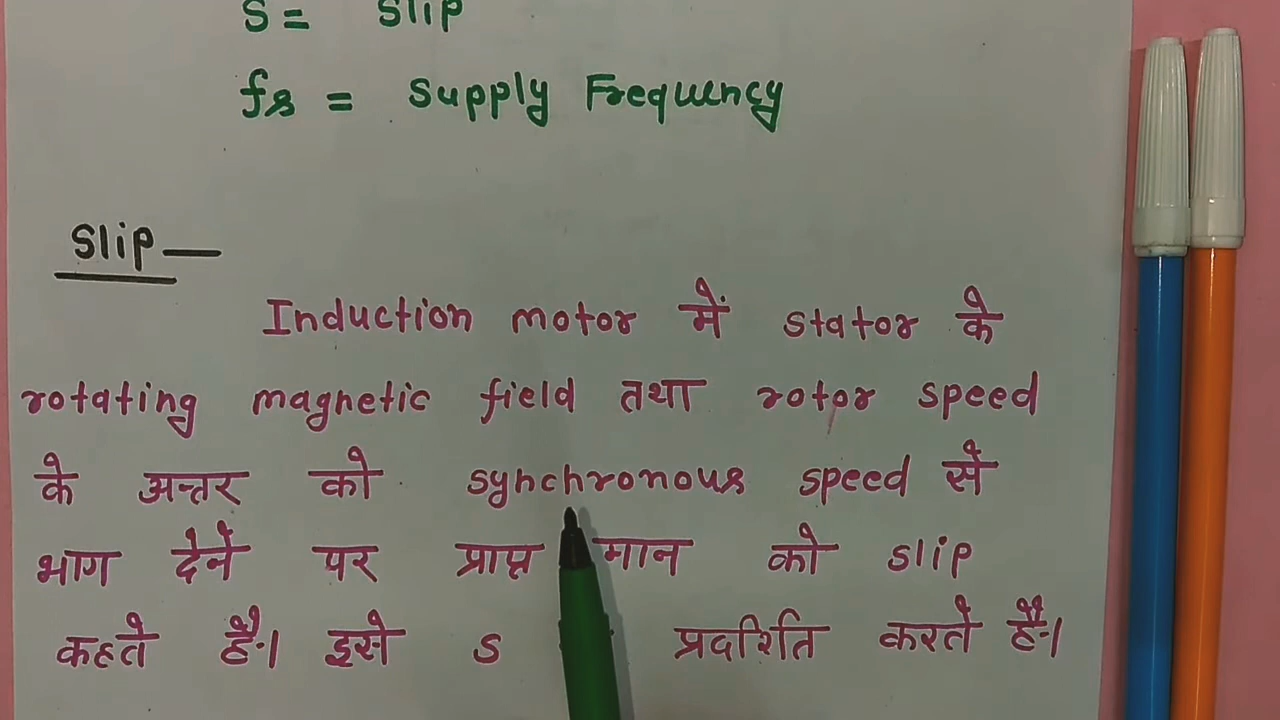 S = Slip
fs = Supply Frequency
Slip —
Induction motor में stator के
rotating magnetic field तथा rotor speed
के अन्तर को synchronous speed से
भाग देने पर प्राप्त मान को slip
कहते है। इसे s प्रदर्शित करते है।